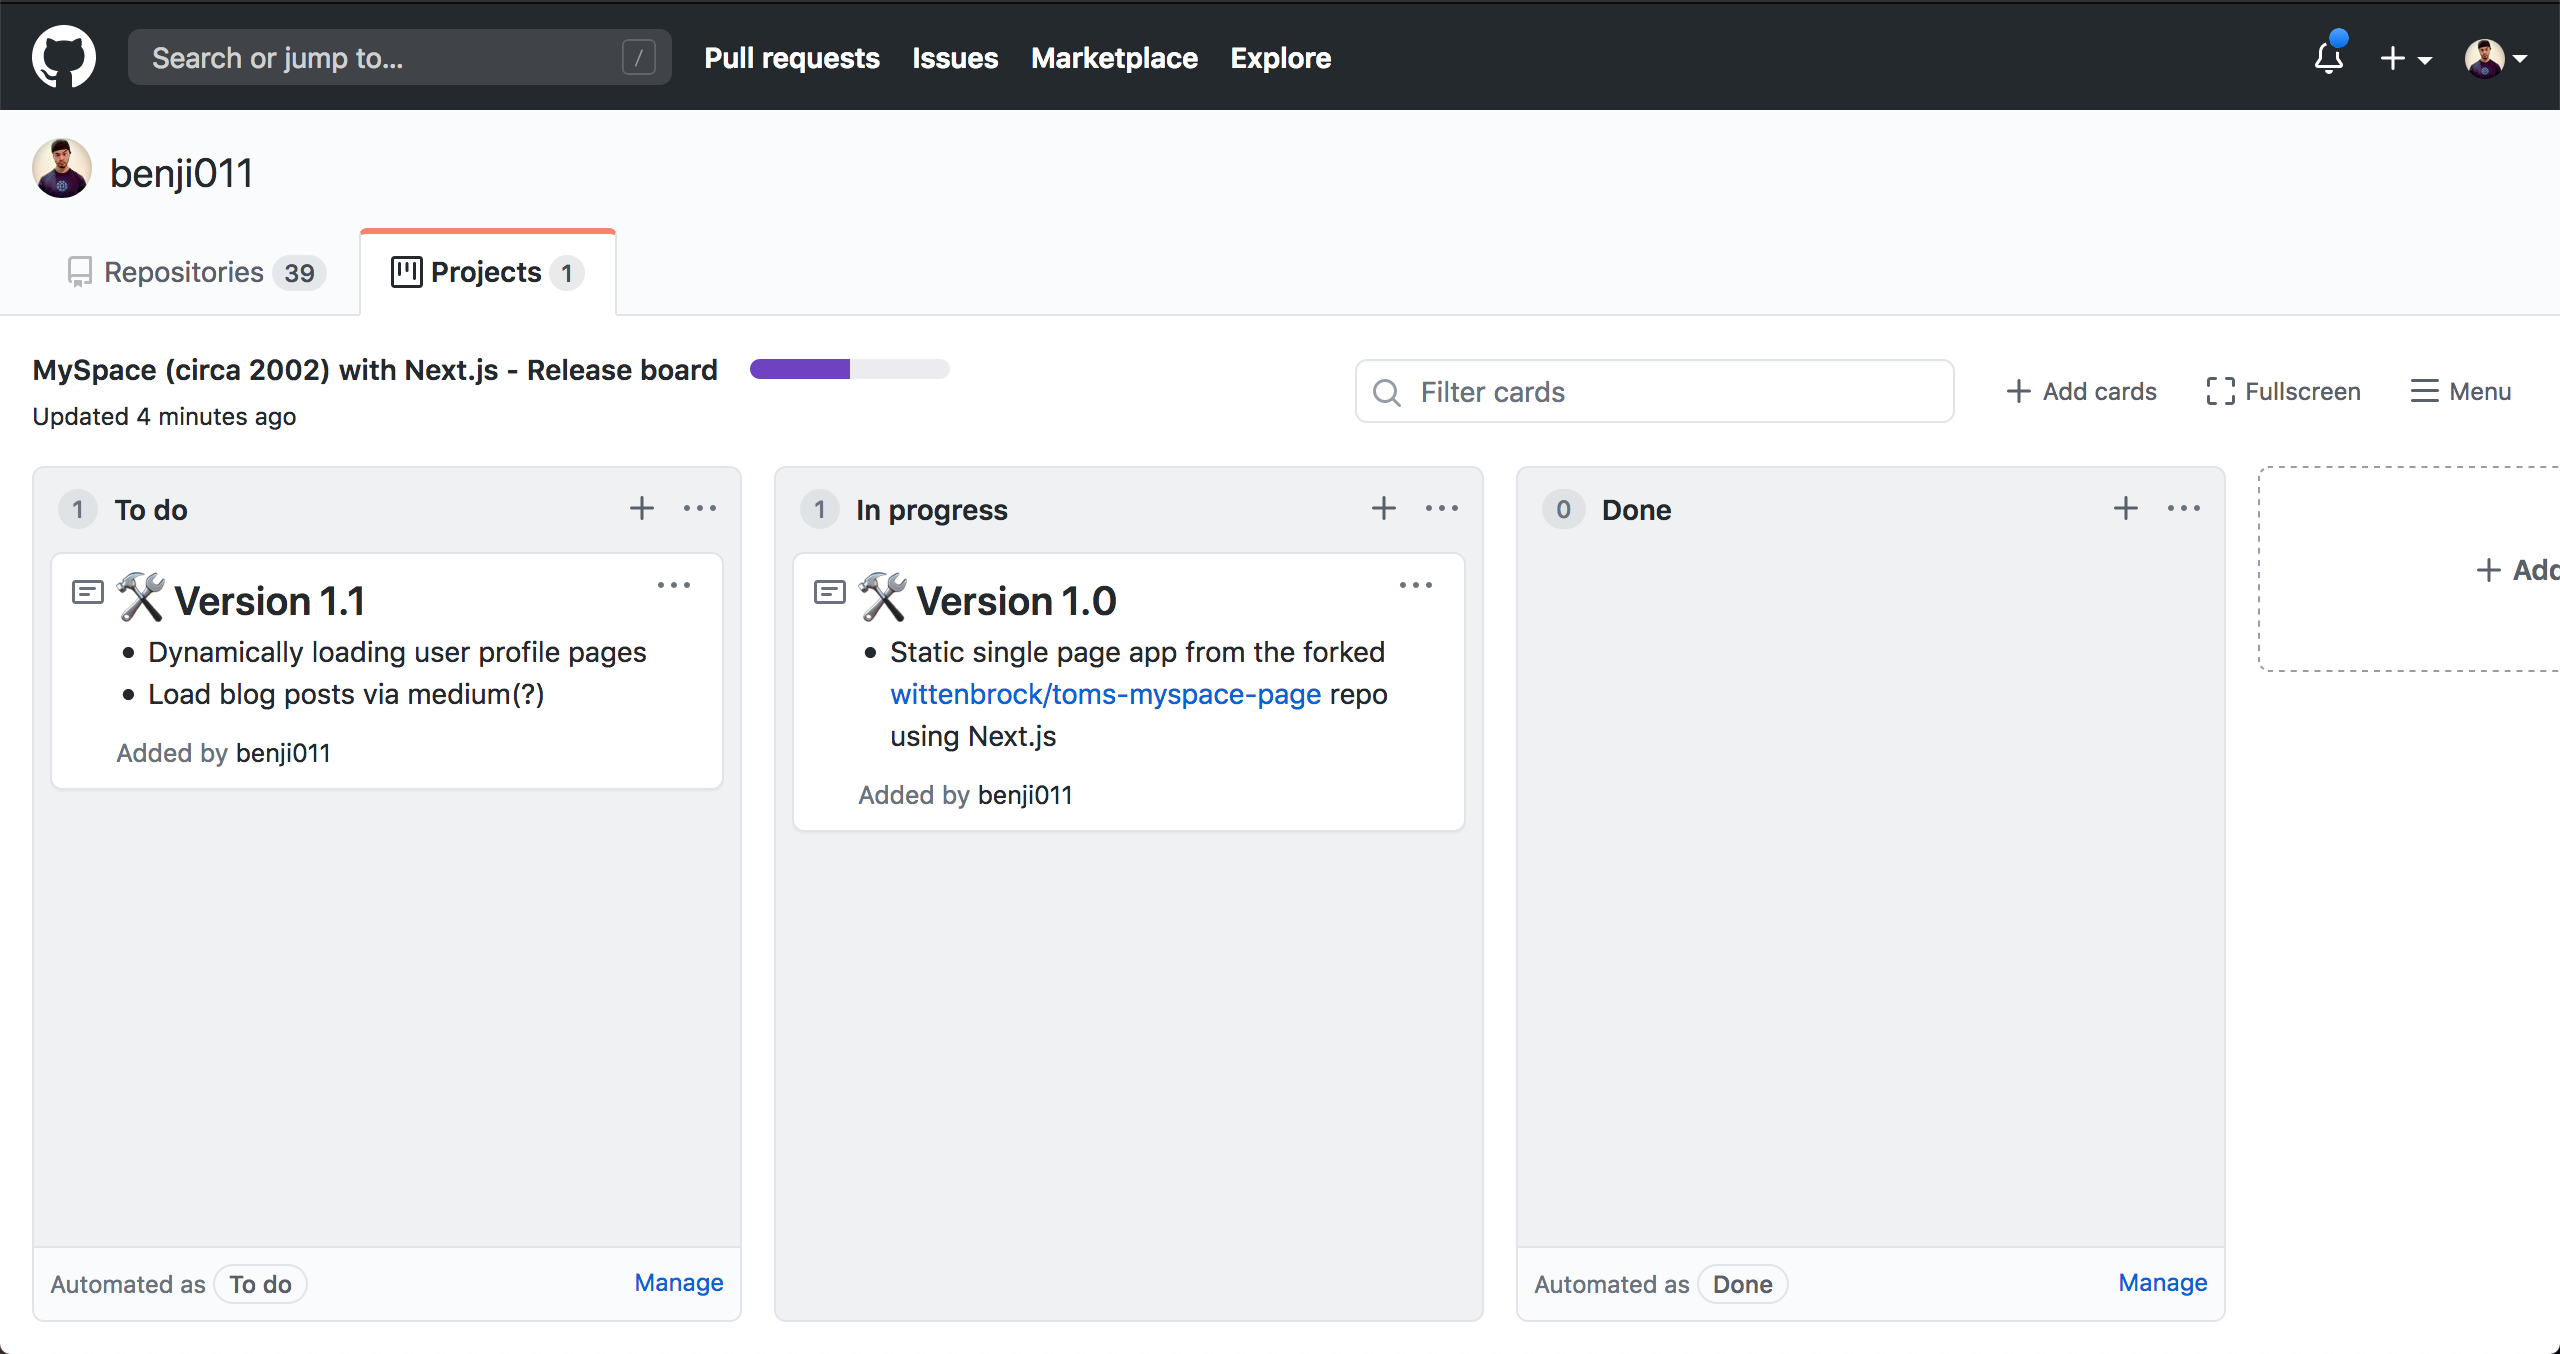 Search or jump to... /
Pull requests
Issues
Marketplace
Explore
benji011
Repositories 39
Projects 1
MySpace (circa 2002) with Next.js - Release board
Updated 4 minutes ago
Filter cards
Add cards
Fullscreen
Menu
1 To do
🛠 Version 1.1
Dynamically loading user profile pages
Load blog posts via medium(?)
Added by benji011
Automated as To do
Manage
1 In progress
🛠 Version 1.0
Static single page app from the forked
wittenbrock/toms-myspace-page repo
using Next.js
Added by benji011
0 Done
Automated as Done
Manage
+ Add